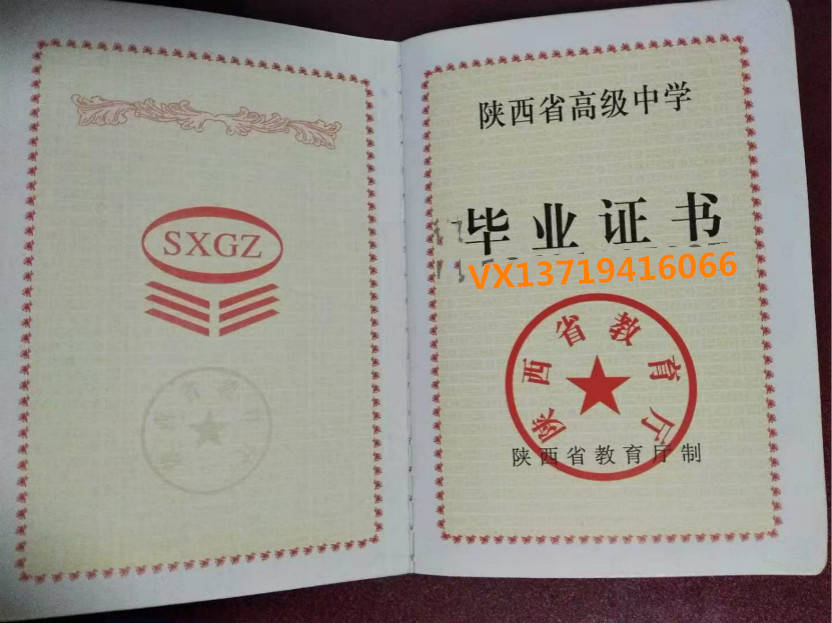 SXGZ
陕西省高级中学
毕业证书
VX13719416066
陕西省教育厅
陕西省教育厅制